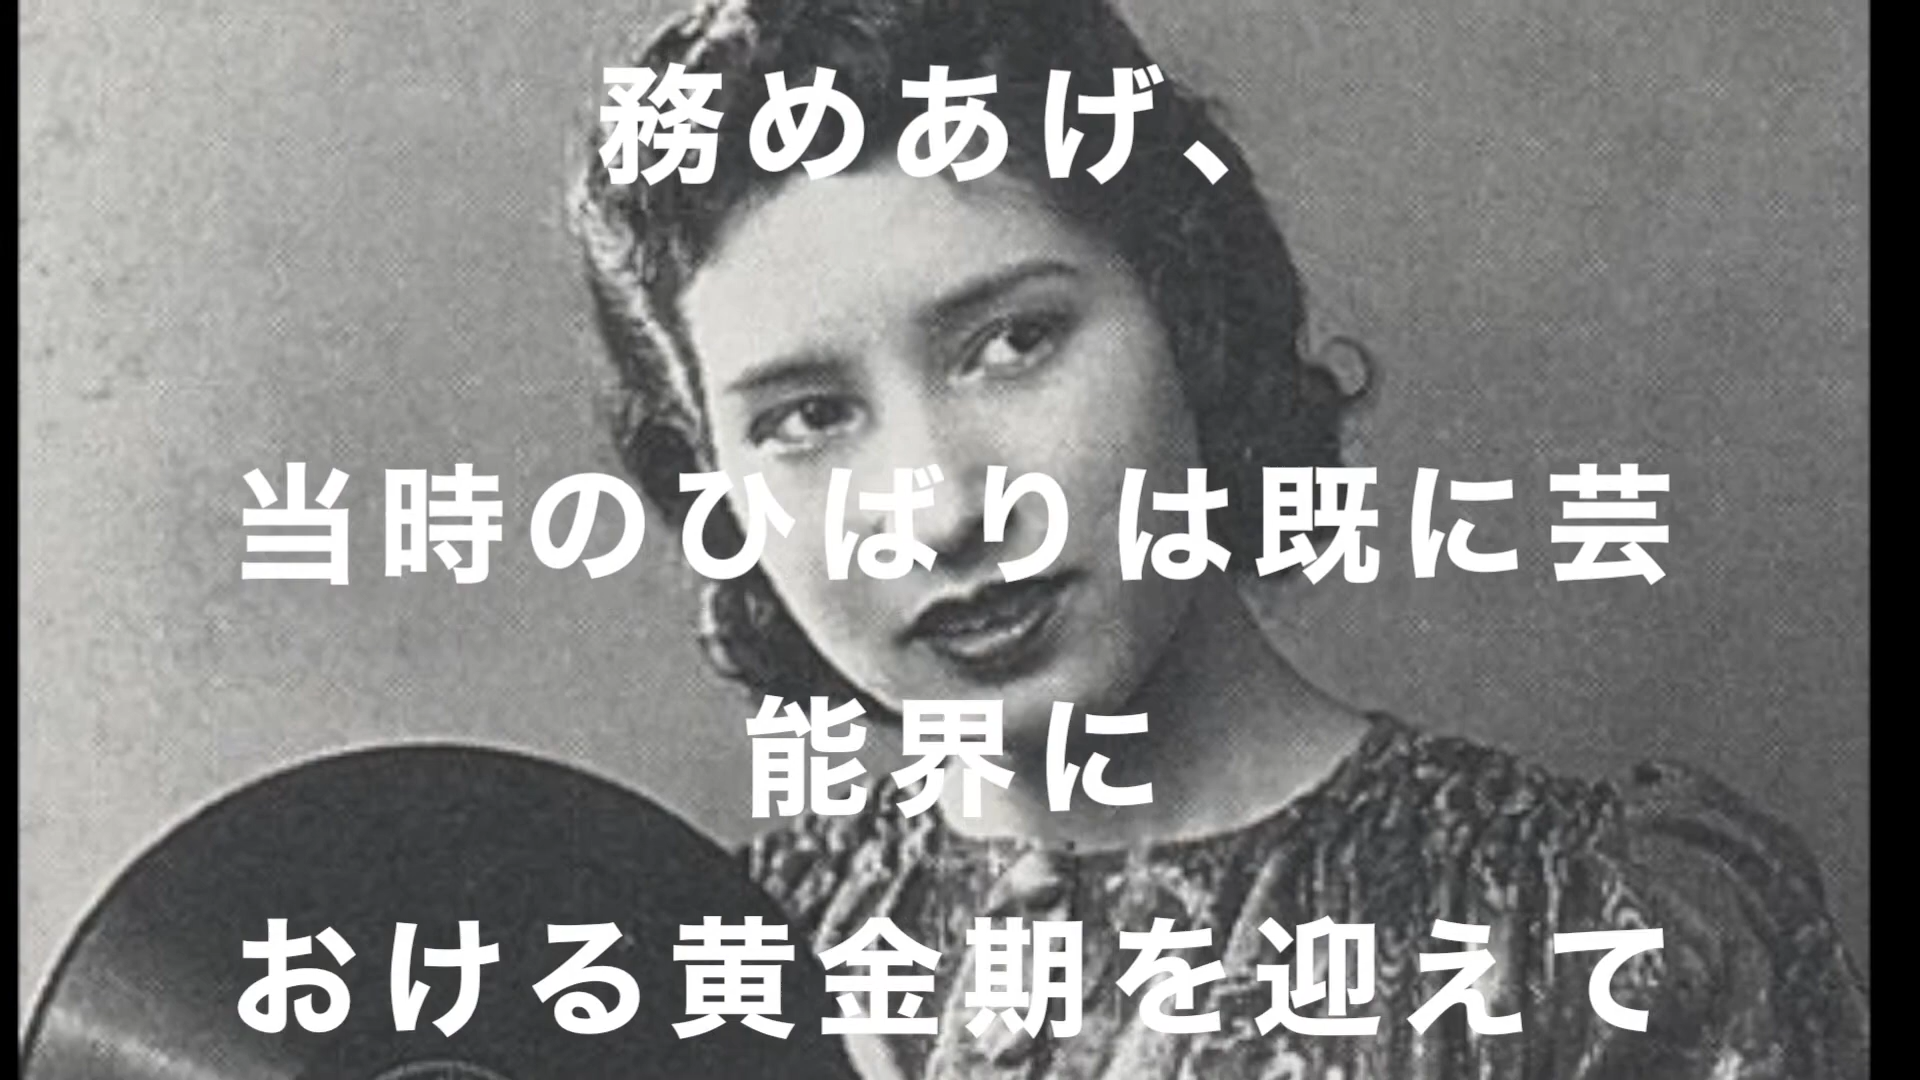 務めあげ、
当時のひばりは既に芸
能界に
おける黄金期を迎えて